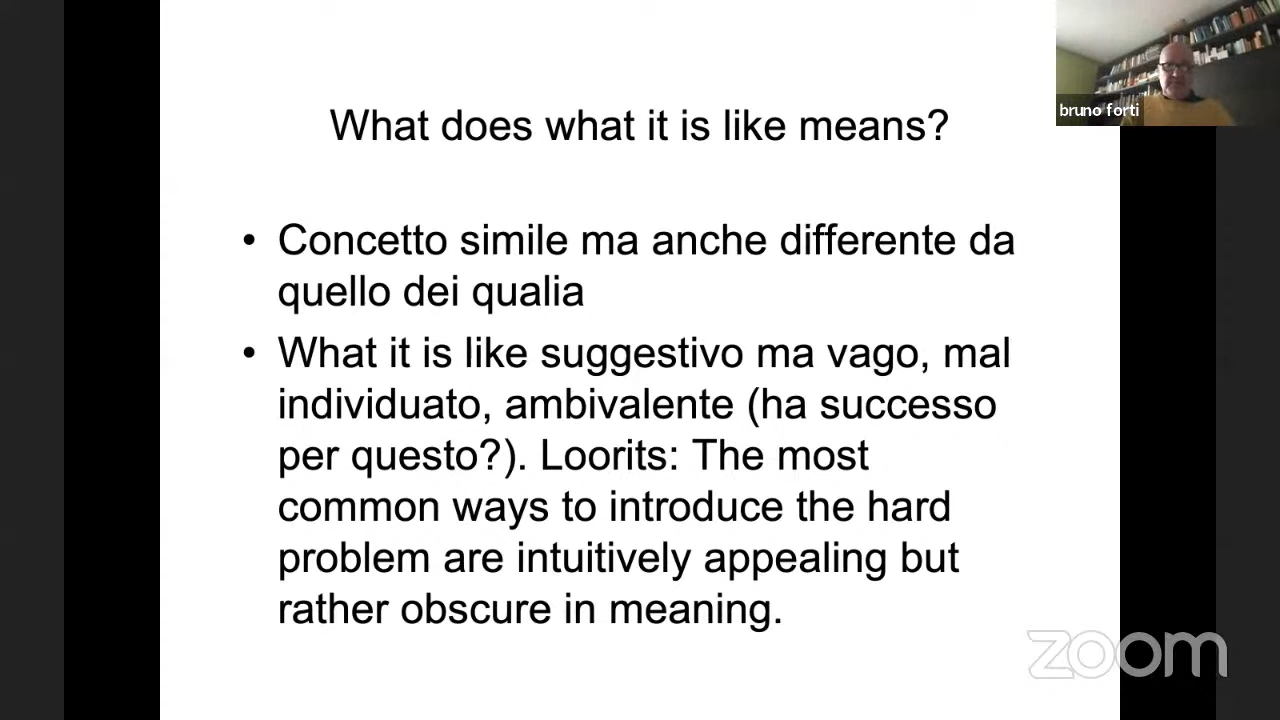 What does what it is like means?
bruno forti
• Concetto simile ma anche differente da
quello dei qualia
• What it is like suggestivo ma vago, mal
individuato, ambivalente (ha successo
per questo?). Loorits: The most
common ways to introduce the hard
problem are intuitively appealing but
rather obscure in meaning.
zoom